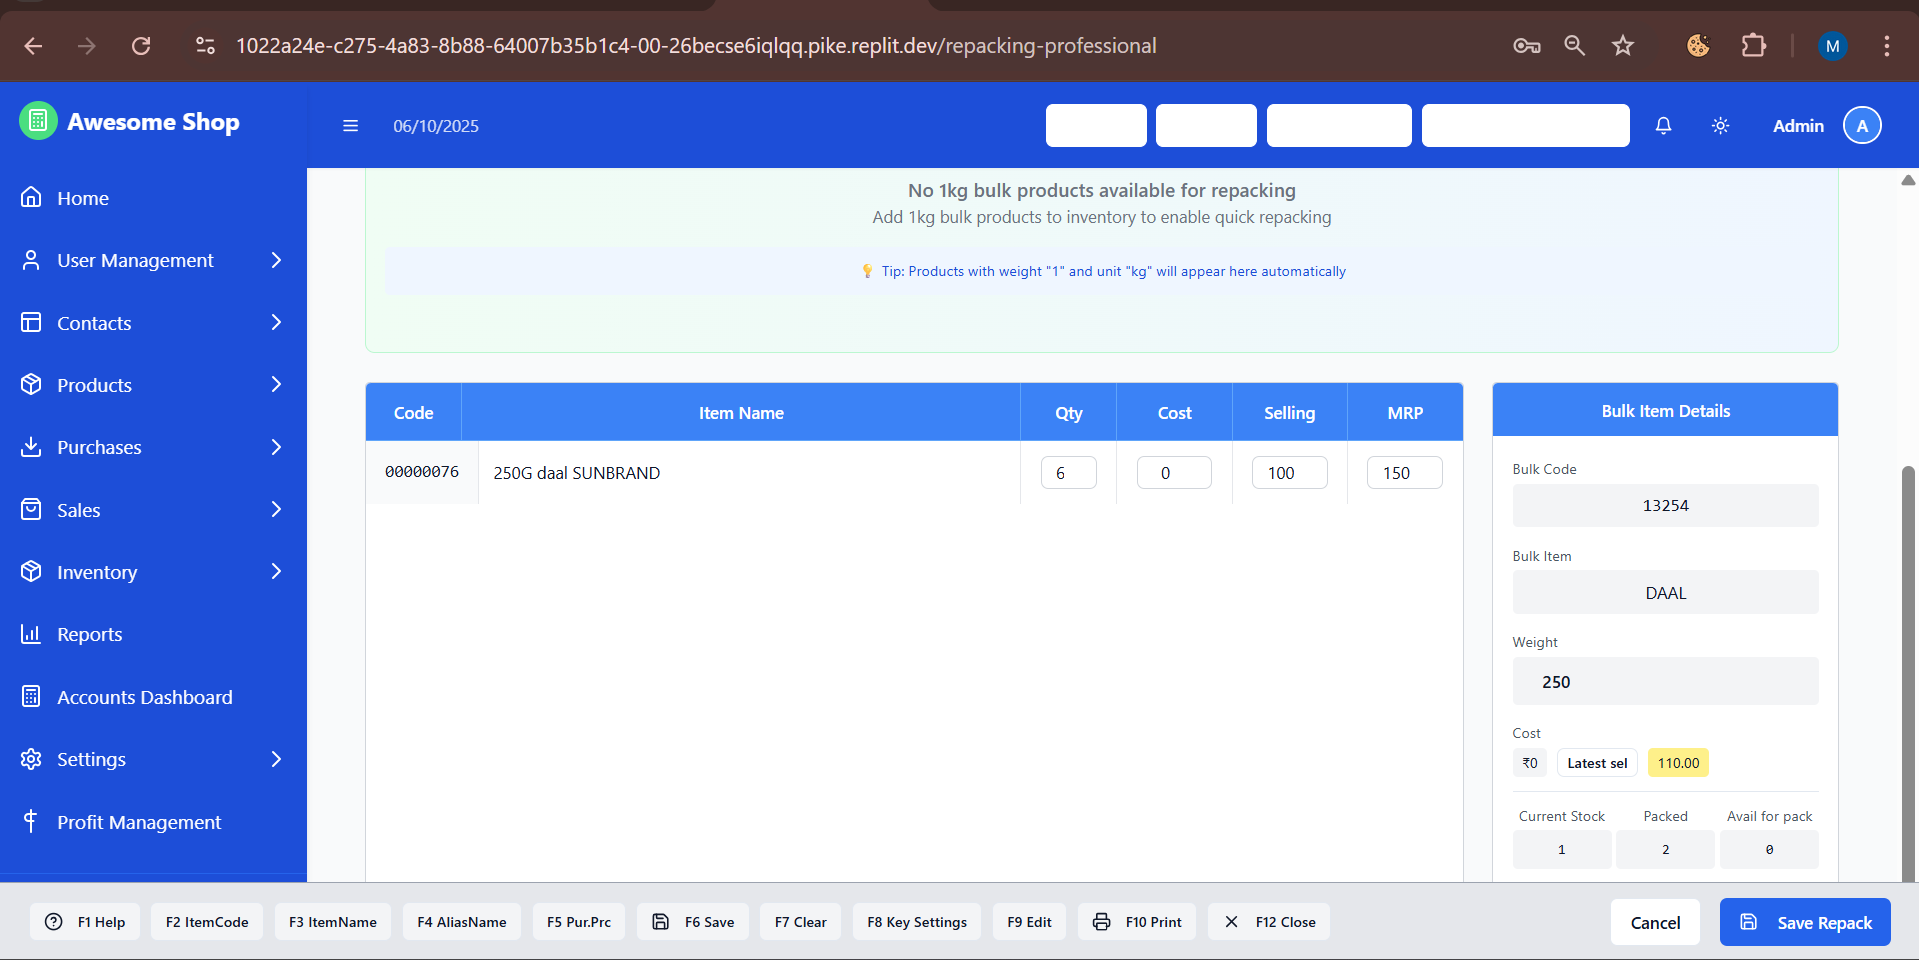 1022a24e-c275-4a83-8b88-64007b35b1c4-00-26becse6iqlqq.pike.replit.dev/repacking-professional
M
Awesome Shop
06/10/2025
Admin
A
Home
User Management
Contacts
Products
Purchases
Sales
Inventory
Reports
Accounts Dashboard
Settings
Profit Management
No 1kg bulk products available for repacking
Add 1kg bulk products to inventory to enable quick repacking
💡 Tip: Products with weight "1" and unit "kg" will appear here automatically
Code Item Name Qty Cost Selling MRP
00000076 250G daal SUNBRAND 6 0 100 150
Bulk Item Details
Bulk Code
13254
Bulk Item
DAAL
Weight
250
Cost
₹0 Latest sel 110.00
Current Stock Packed Avail for pack
1 2 0
F1 Help F2 ItemCode F3 ItemName F4 AliasName F5 Pur.Prc F6 Save F7 Clear F8 Key Settings F9 Edit F10 Print F12 Close Cancel Save Repack